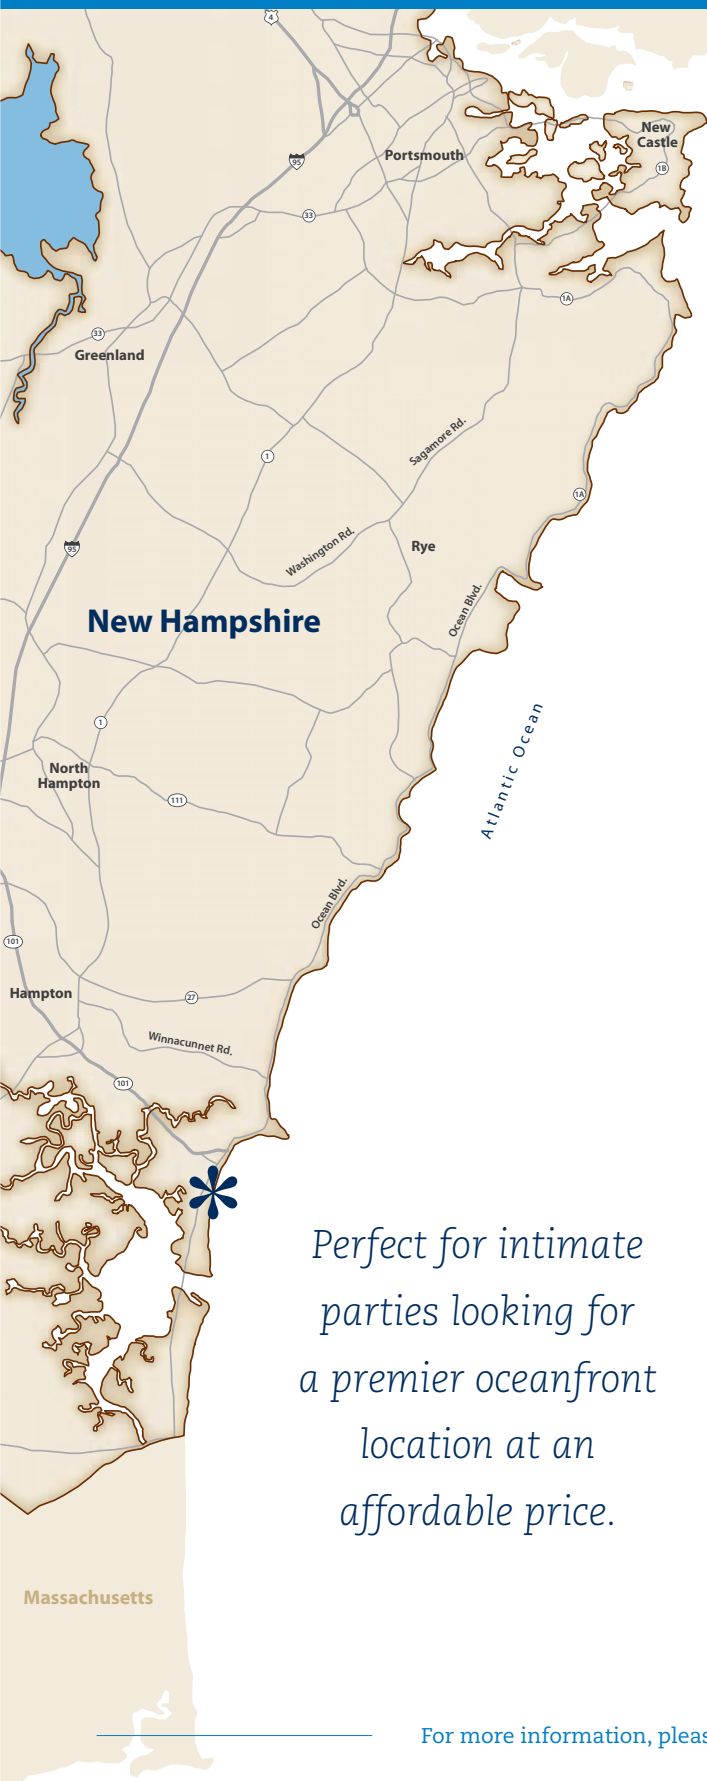 4
New
Castle
Portsmouth
95
1B
33
1A
33
Greenland
Sagamore Rd.
1
1A
Washington Rd.
Rye
95
Ocean Blvd.
New Hampshire
Atlantic Ocean
1
North
Hampton
111
Ocean Blvd.
101
Hampton
27
Winnacunnet Rd.
101
*
Perfect for intimate
parties looking for
a premier oceanfront
location at an
affordable price.
Massachusetts
For more information, pleas